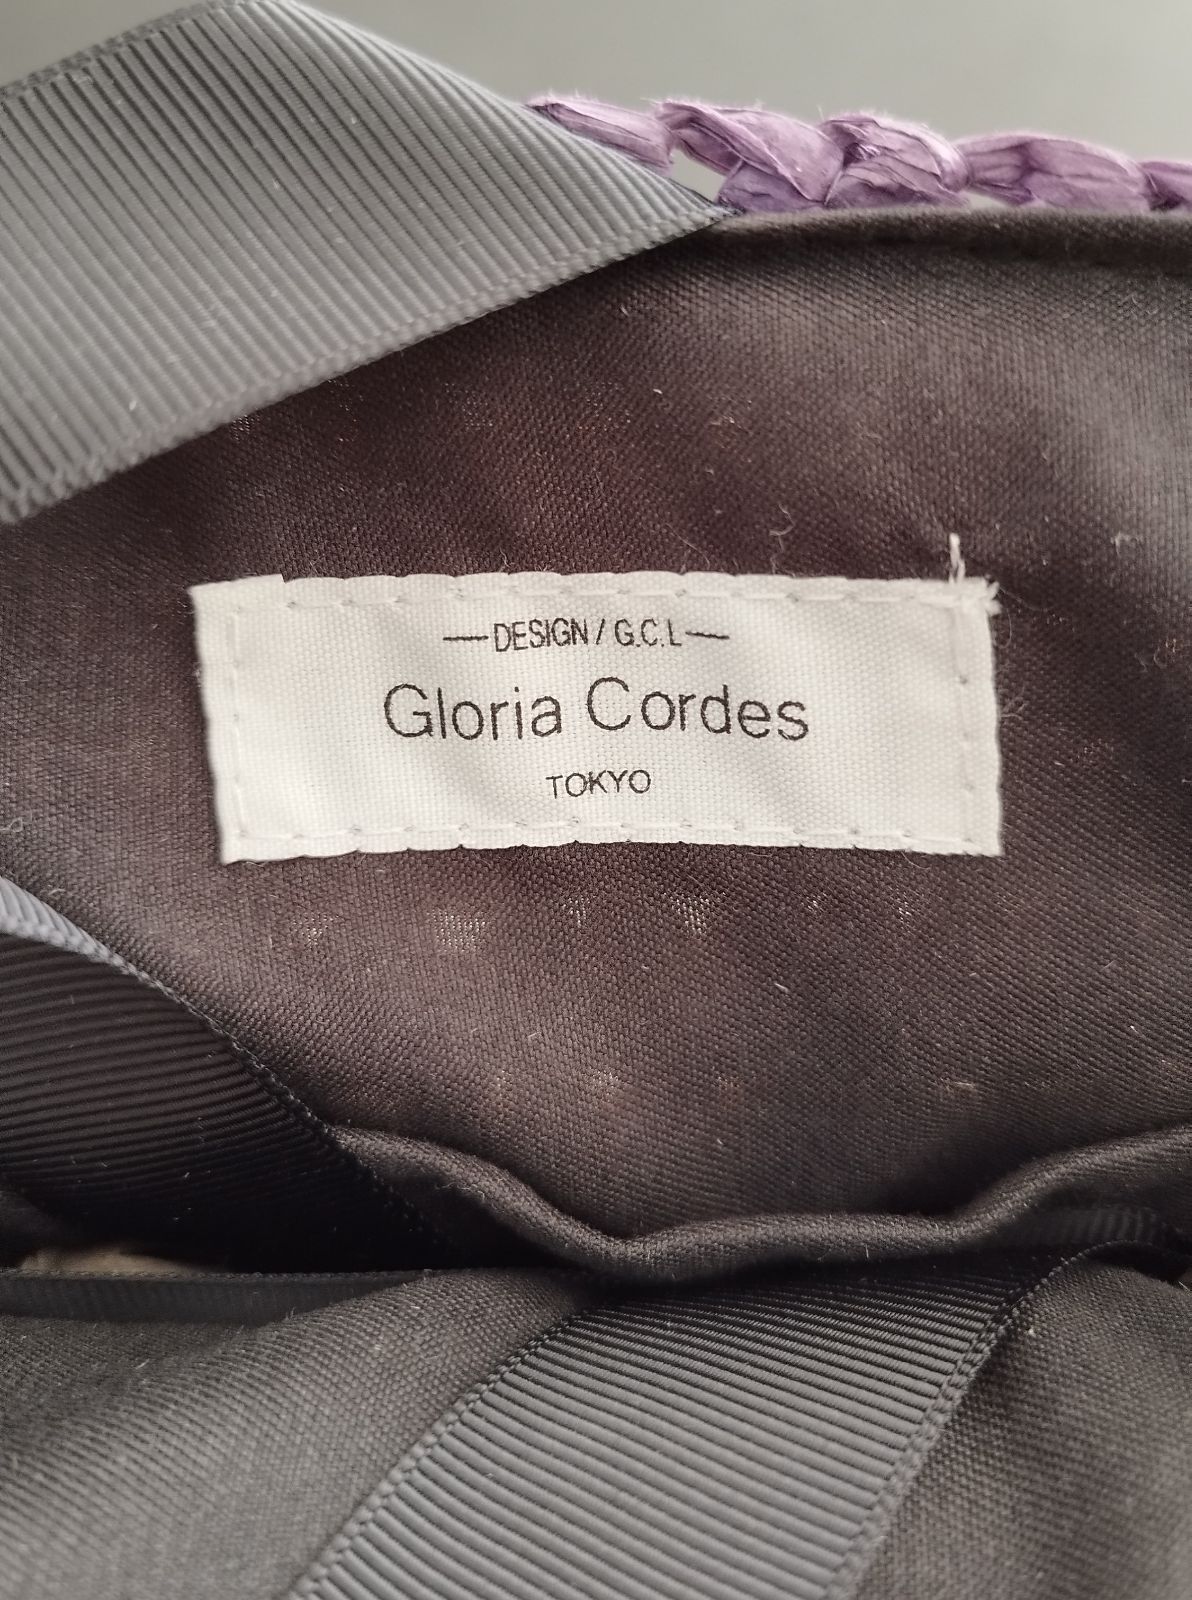 —DESIGN / G.C.L—
Gloria Cordes
TOKYO